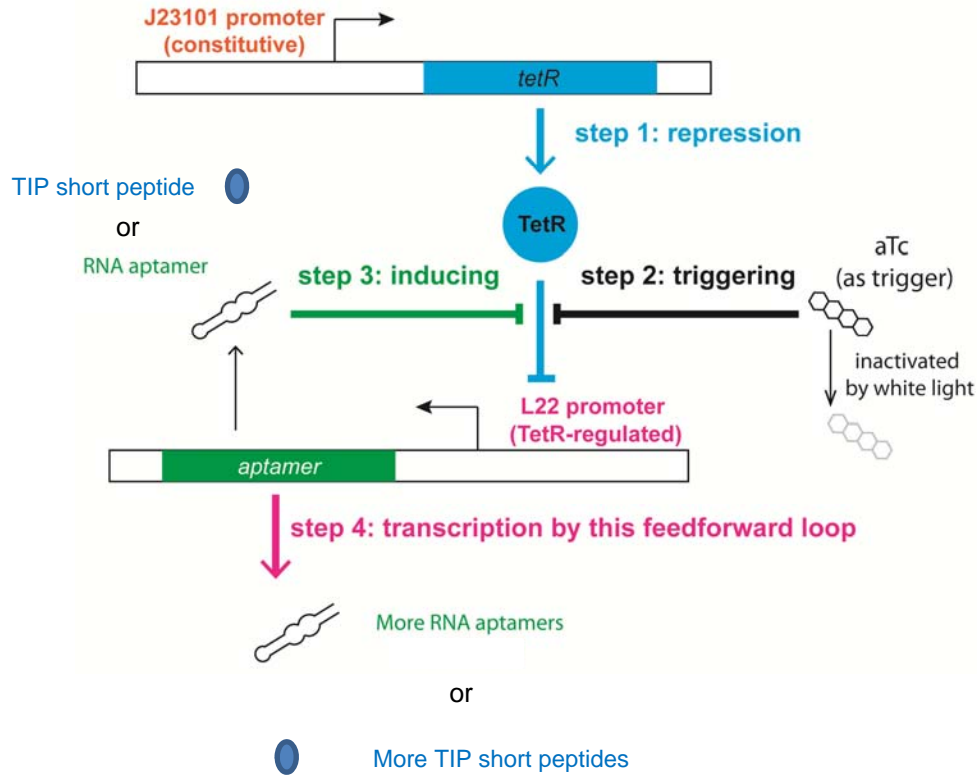 J23101 promoter
(constitutive)
tetR
step 1: repression
TIP short peptide
or
RNA aptamer
TetR
step 3: inducing
step 2: triggering
aTc
(as trigger)
inactivated
by white light
L22 promoter
(TetR-regulated)
aptamer
step 4: transcription by this feedforward loop
More RNA aptamers
or
More TIP short peptides